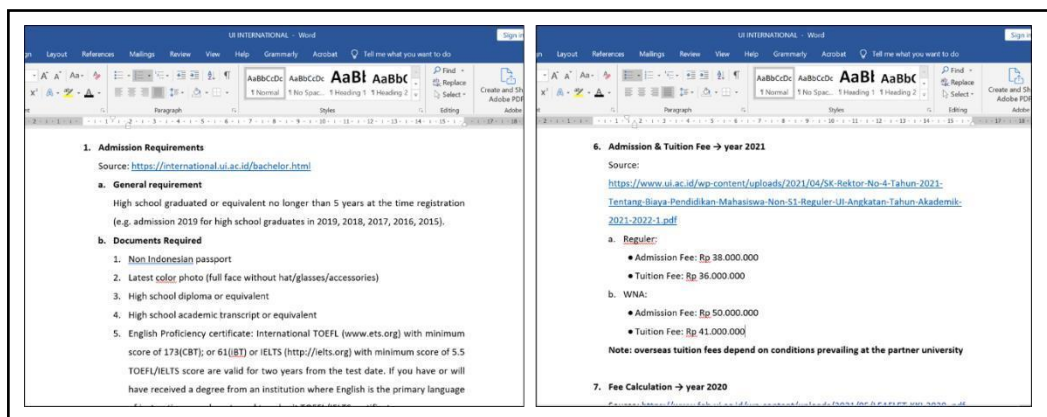 UI INTERNATIONAL - Word
Sign in
Layout References Mailings Review View Help Grammarly Acrobat Tell me what you want to do
AaBbCcDc AaBbCcDc AaBl AaBbC
¶ Normal ¶ No Spac... Heading 1 Heading 2
Find
Replace
Select
Create and Sh
Adobe PDF
Paragraph Styles Editing Adobe
1. Admission Requirements
Source: https://international.ui.ac.id/bachelor.html
a. General requirement
High school graduated or equivalent no longer than 5 years at the time registration
(e.g. admission 2019 for high school graduates in 2019, 2018, 2017, 2016, 2015).
b. Documents Required
1. Non Indonesian passport
2. Latest color photo (full face without hat/glasses/accessories)
3. High school diploma or equivalent
4. High school academic transcript or equivalent
5. English Proficiency certificate: International TOEFL (www.ets.org) with minimum
score of 173(CBT); or 61(iBT) or IELTS (http://ielts.org) with minimum score of 5.5
TOEFL/IELTS score are valid for two years from the test date. If you have or will
have received a degree from an institution where English is the primary language
UI INTERNATIONAL - Word
Sign in
Layout References Mailings Review View Help Grammarly Acrobat Tell me what you want to do
AaBbCcDc AaBbCcDc AaBl AaBbC
¶ Normal ¶ No Spac... Heading 1 Heading 2
Find
Replace
Select
Create and Sh
Adobe PDF
Paragraph Styles Editing Adobe
6. Admission & Tuition Fee → year 2021
Source:
https://www.ui.ac.id/wp-content/uploads/2021/04/SK-Rektor-No-4-Tahun-2021-
Tentang-Biaya-Pendidikan-Mahasiswa-Non-S1-Reguler-UI-Angkatan-Tahun-Akademik-
2021-2022-1.pdf
a. Reguler:
● Admission Fee: Rp 38.000.000
● Tuition Fee: Rp 36.000.000
b. WNA:
● Admission Fee: Rp 50.000.000
● Tuition Fee: Rp 41.000.000
Note: overseas tuition fees depend on conditions prevailing at the partner university
7. Fee Calculation → year 2020